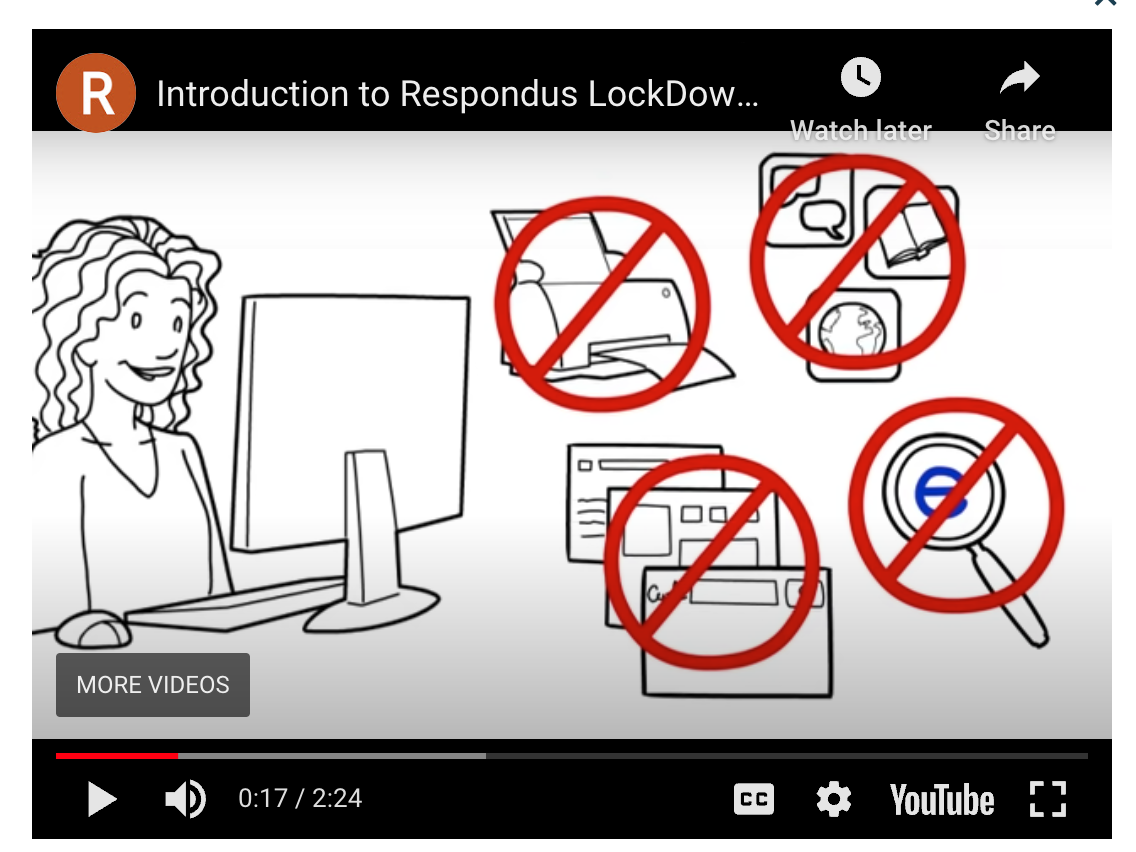 R
Introduction to Respondus LockDow...
Watch later
Share
e
MORE VIDEOS
0:17 / 2:24
CC
YouTube